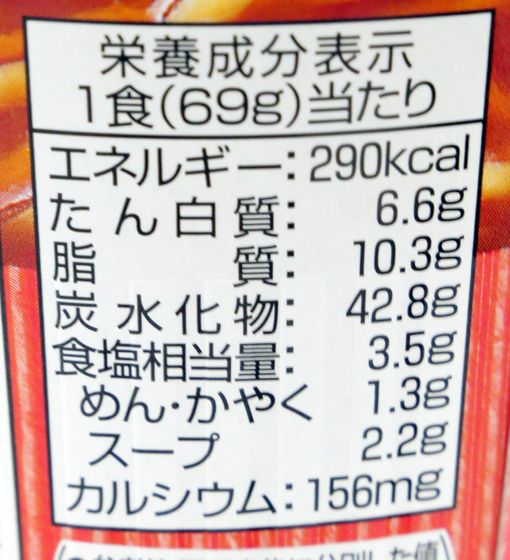 栄養成分表示
1食(69g)当たり
エネルギー: 290kcal
たん白質: 6.6g
脂質: 10.3g
炭水化物: 42.8g
食塩相当量: 3.5g
めん・かやく 1.3g
スープ 2.2g
カルシウム: 156mg